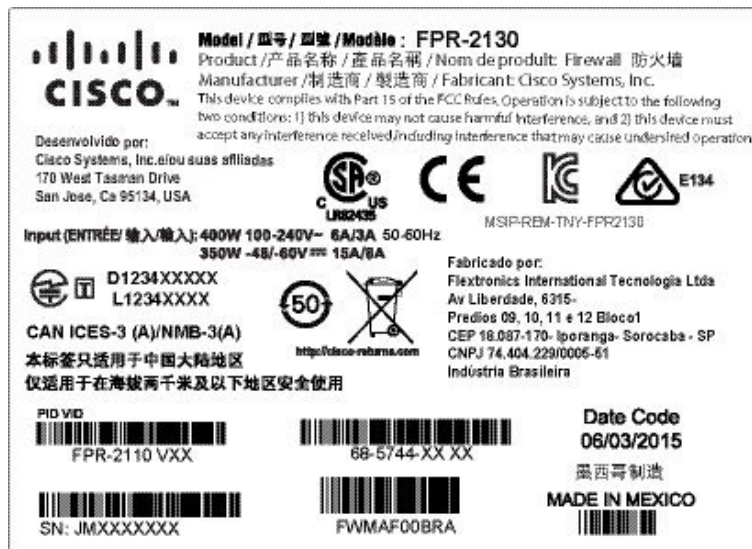 CISCO
TM
Model / 型号 / 型號 / Modèle : FPR-2130
Product /产品名称 / 產品名稱 / Nom de produit: Firewall 防火墙
Manufacturer /制造商 / 製造商 / Fabricant: Cisco Systems, Inc.
This device complies with Part 15 of the FCC Rules, Operation is subject to the following
two conditions: 1) this device may not cause harmful interference, and 2) this device must
accept any interference received,including interference that may cause undersired operation
Desenvolvido por:
Cisco Systems, Inc.e/ou suas afiliadas
170 West Tasman Drive
San Jose, Ca 95134, USA
SA
C US
LR82435
CE
E134
MSIP-REM-TNY-FPR2130
Input (ENTRÉE/ 输入/輸入): 400W 100-240V~ 6A/3A 50-60Hz
350W -48/-60V 15A/8A
T D1234XXXXX
L1234XXXX
50
http://cisco-returns.com
CAN ICES-3 (A)/NMB-3(A)
本标签只适用于中国大陆地区
仅适用于在海拔两千米及以下地区安全使用
Fabricado por:
Flextronics International Tecnologia Ltda
Av Liberdade, 6315-
Predios 09, 10, 11 e 12 Bloco1
CEP 18.087-170- Iporanga- Sorocaba - SP
CNPJ 74.404.229/0005-51
Indústria Brasileira
PID VID
FPR-2110 VXX
68-5744-XX XX
SN: JMXXXXXXX
FWMAF00BRA
Date Code
06/03/2015
墨西哥制造
MADE IN MEXICO